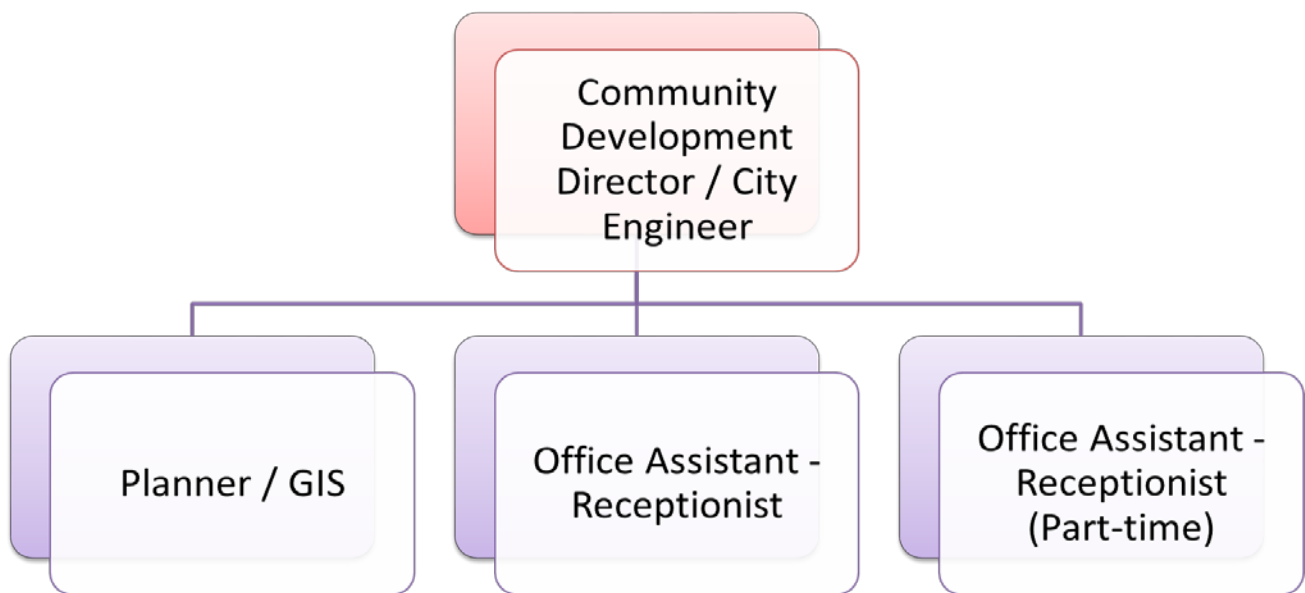 Community
Development
Director / City
Engineer
Planner / GIS
Office Assistant -
Receptionist
Office Assistant -
Receptionist
(Part-time)